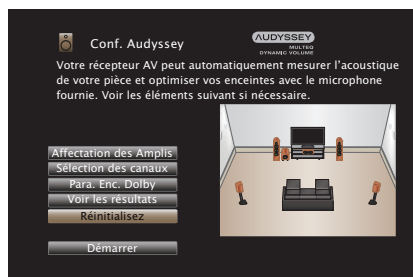 Conf. Audyssey
AUDYSSEY
MULTEQ
DYNAMIC VOLUME
Votre récepteur AV peut automatiquement mesurer l'acoustique
de votre pièce et optimiser vos enceintes avec le microphone
fournie. Voir les éléments suivant si nécessaire.
Affectation des Amplis
Sélection des canaux
Para. Enc. Dolby
Voir les résultats
Réinitialisez
Démarrer